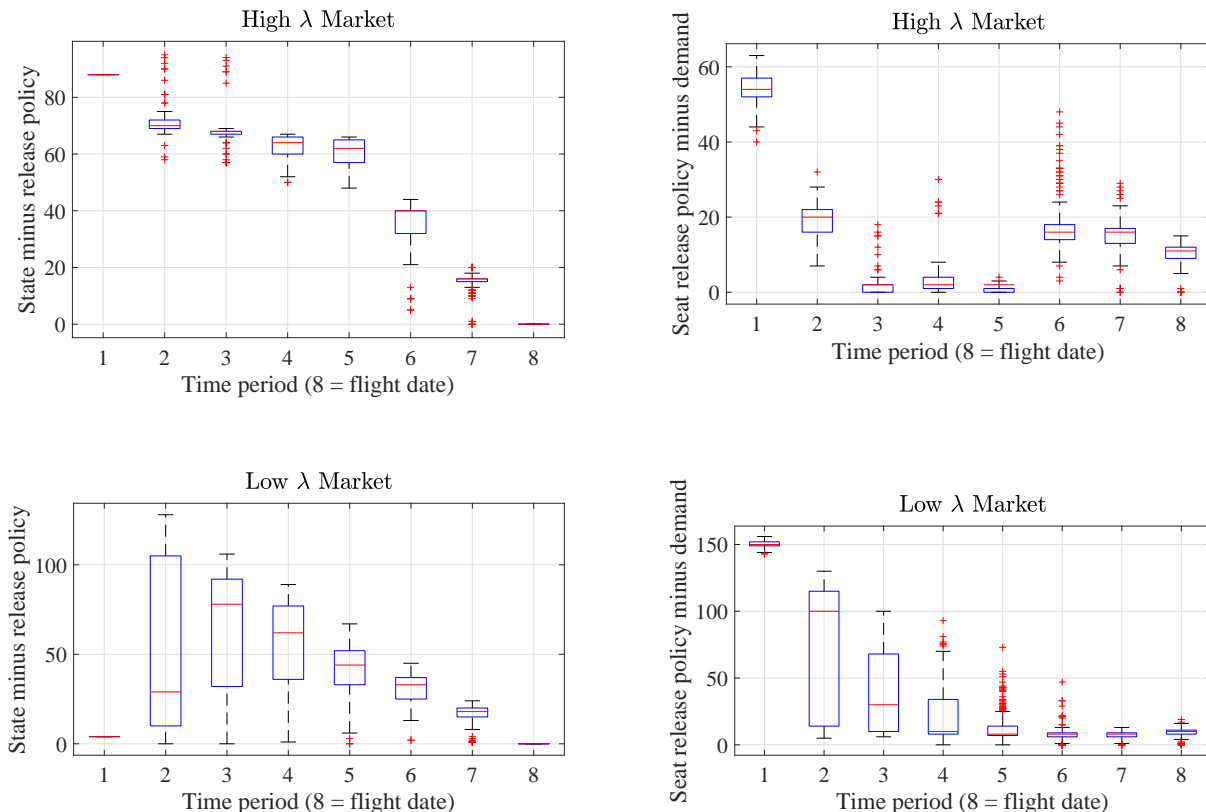 High λ Market
State minus release policy
80
60
40
20
0
1 2 3 4 5 6 7 8
Time period (8 = flight date)
High λ Market
Seat release policy minus demand
60
40
20
0
1 2 3 4 5 6 7 8
Time period (8 = flight date)
Low λ Market
State minus release policy
100
50
0
1 2 3 4 5 6 7 8
Time period (8 = flight date)
Low λ Market
Seat release policy minus demand
150
100
50
0
1 2 3 4 5 6 7 8
Time period (8 = flight date)